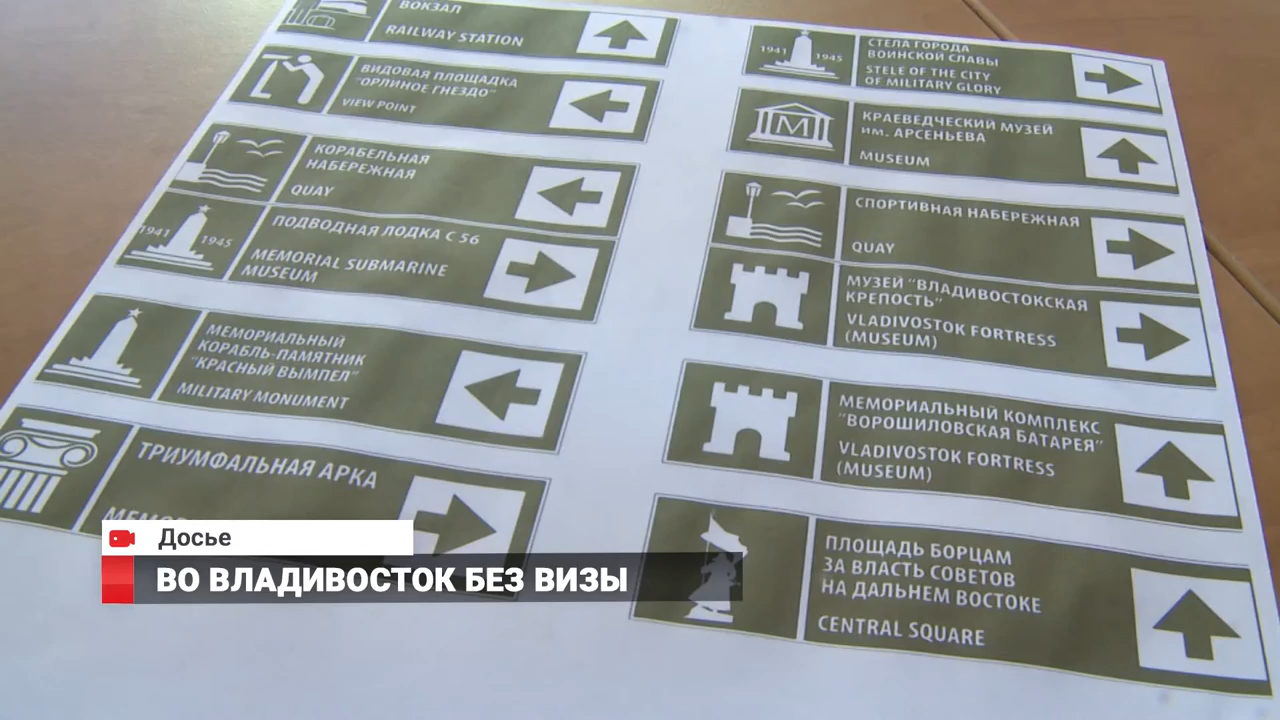 ВОКЗАЛ
RAILWAY STATION
ВИДОВАЯ ПЛОЩАДКА
"ОРЛИНОЕ ГНЕЗДО"
VIEW POINT
КОРАБЕЛЬНАЯ
НАБЕРЕЖНАЯ
QUAY
1941 1945
ПОДВОДНАЯ ЛОДКА С 56
MEMORIAL SUBMARINE
MUSEUM
МЕМОРИАЛЬНЫЙ
КОРАБЛЬ-ПАМЯТНИК
"КРАСНЫЙ ВЫМПЕЛ"
MILITARY MONUMENT
ТРИУМФАЛЬНАЯ АРКА
1941 1945
СТЕЛА ГОРОДА
ВОИНСКОЙ СЛАВЫ
STELE OF THE CITY
OF MILITARY GLORY
М
КРАЕВЕДЧЕСКИЙ МУЗЕЙ
им. АРСЕНЬЕВА
MUSEUM
СПОРТИВНАЯ НАБЕРЕЖНАЯ
QUAY
МУЗЕЙ "ВЛАДИВОСТОКСКАЯ
КРЕПОСТЬ"
VLADIVOSTOK FORTRESS
(MUSEUM)
МЕМОРИАЛЬНЫЙ КОМПЛЕКС
"ВОРОШИЛОВСКАЯ БАТАРЕЯ"
VLADIVOSTOK FORTRESS
(MUSEUM)
ПЛОЩАДЬ БОРЦАМ
ЗА ВЛАСТЬ СОВЕТОВ
НА ДАЛЬНЕМ ВОСТОКЕ
CENTRAL SQUARE
Досье
ВО ВЛАДИВОСТОК БЕЗ ВИЗЫ